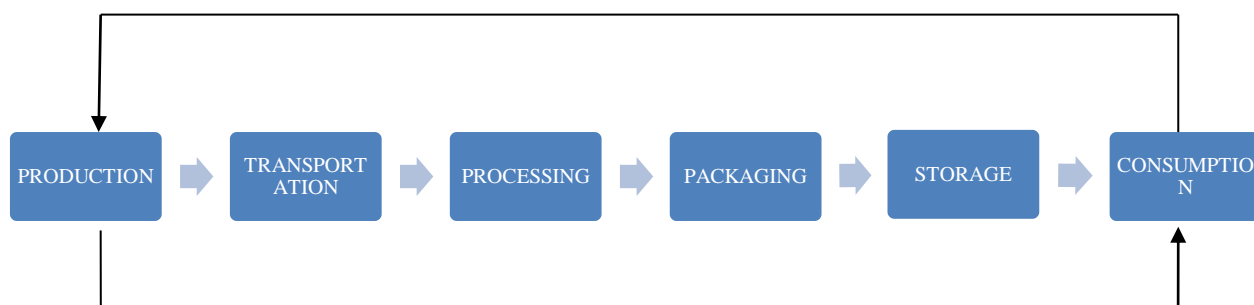 PRODUCTION
TRANSPORT
ATION
PROCESSING
PACKAGING
STORAGE
CONSUMPTIO
N